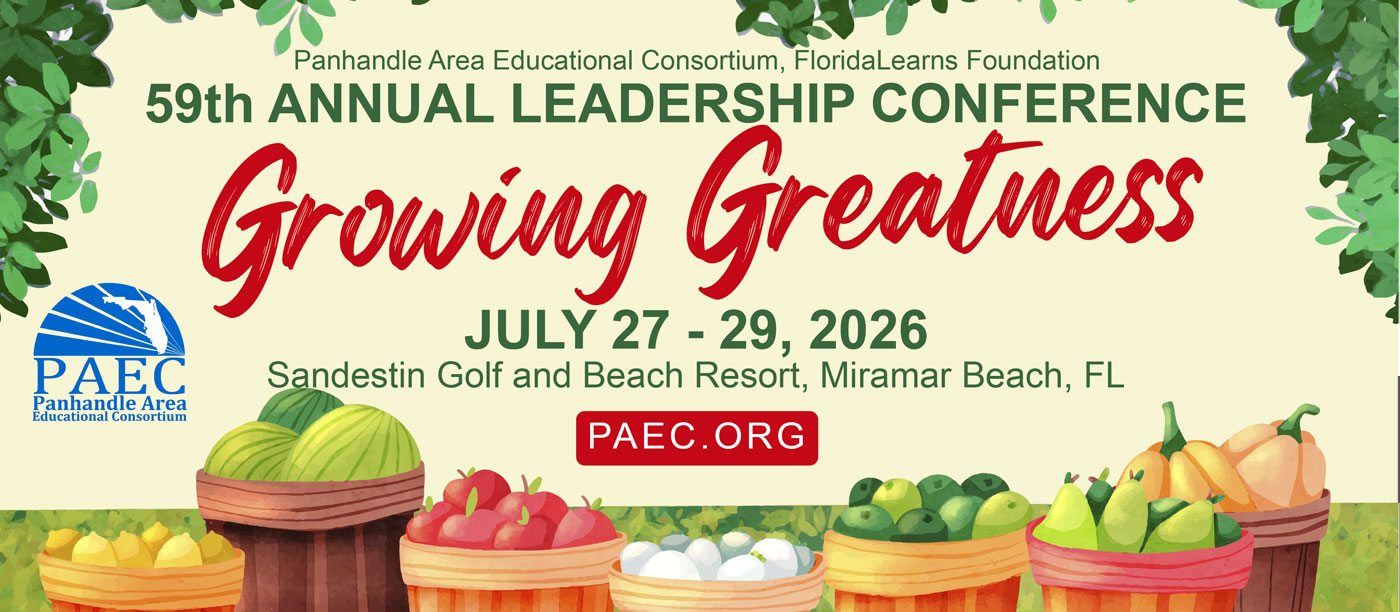 Panhandle Area Educational Consortium, FloridaLearns Foundation
59th ANNUAL LEADERSHIP CONFERENCE
Growing Greatness
JULY 27 - 29, 2026
Sandestin Golf and Beach Resort, Miramar Beach, FL
PAEC.ORG
PAEC
Panhandle Area
Educational Consortium